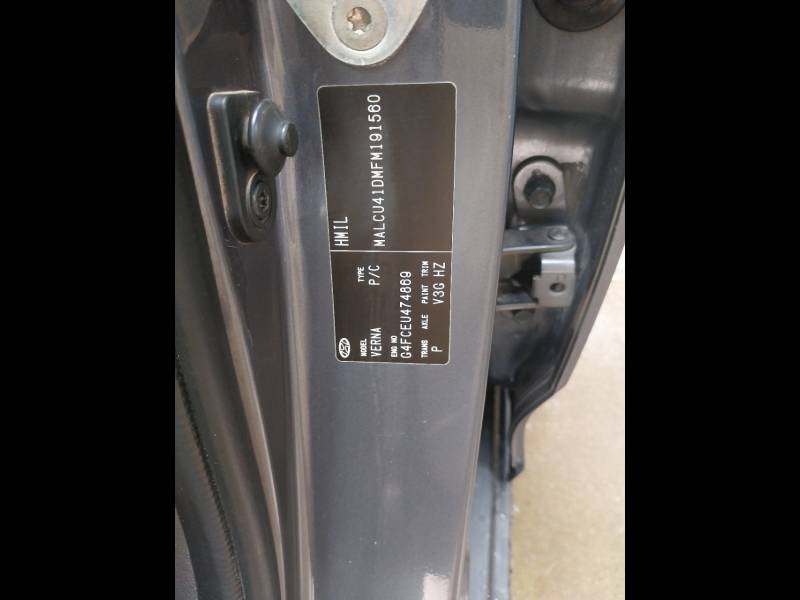 HMIL
MALCU41DMFM191560
MODEL TYPE
VERNA P/C
ENG NO
G4FCEU474869
TRANS AXLE PAINT TRIM
P V3G HZ